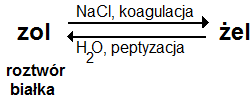 NaCl, koagulacja
zol żel
H2O, peptyzacja
roztwór
białka